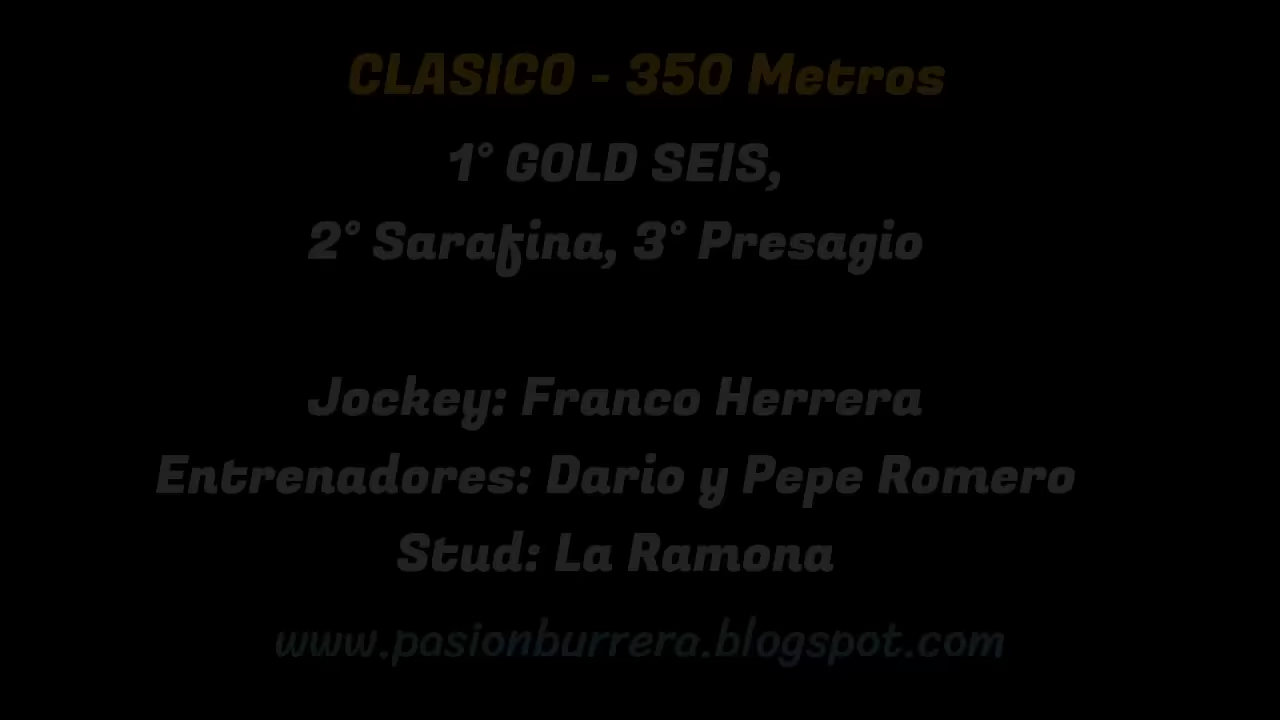 CLASICO - 350 Metros
1° GOLD SEIS,
2° Sarafina, 3° Presagio
Jockey: Franco Herrera
Entrenadores: Dario y Pepe Romero
Stud: La Ramona
www.pasionburrera.blogspot.com